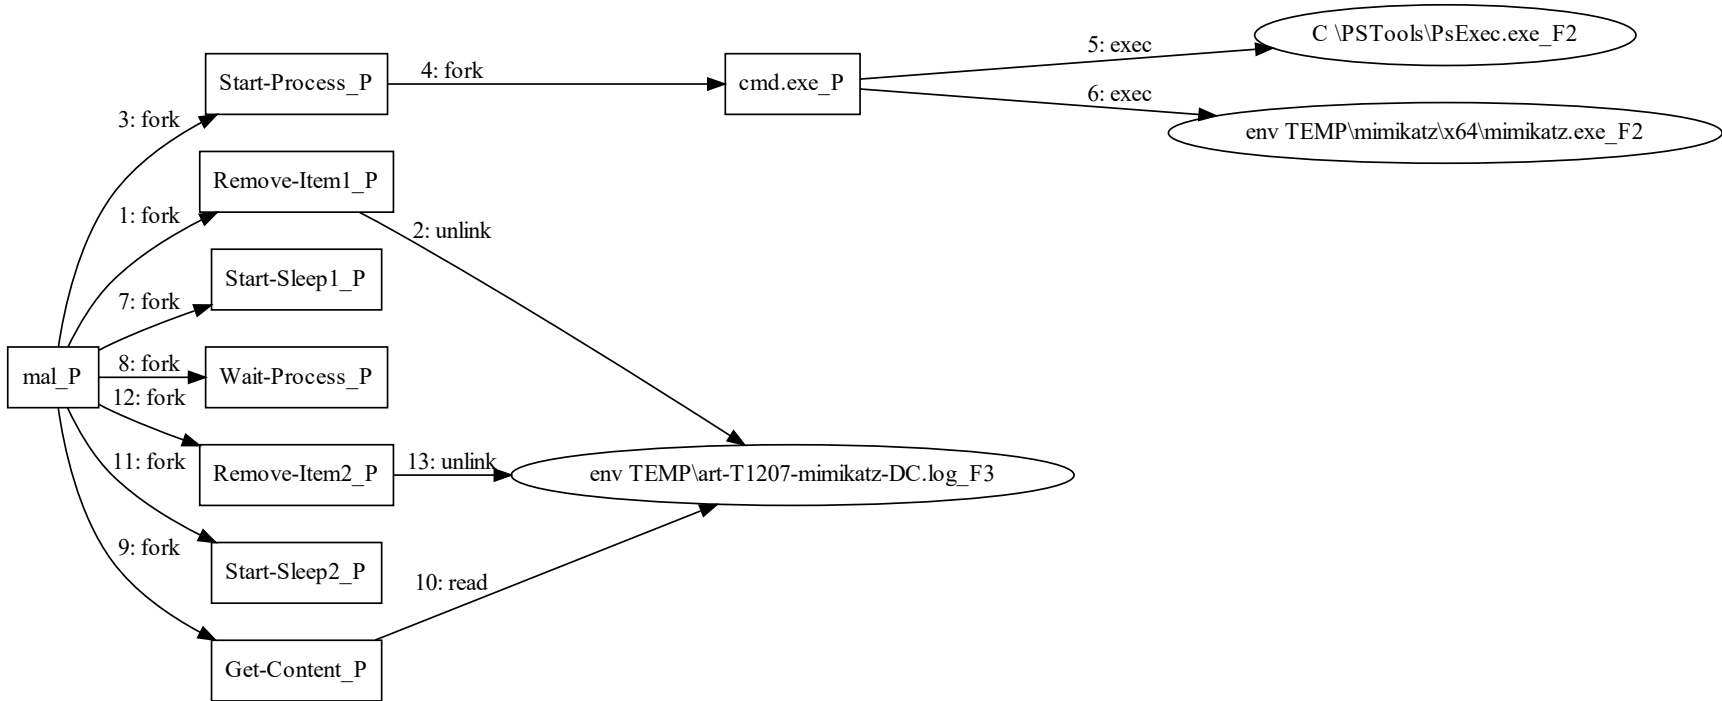 C \PSTools\PsExec.exe_F2
5: exec
Start-Process_P
4: fork
cmd.exe_P
6: exec
3: fork
env TEMP\mimikatz\x64\mimikatz.exe_F2
Remove-Item1_P
1: fork
2: unlink
Start-Sleep1_P
7: fork
8: fork
mal_P
Wait-Process_P
12: fork
11: fork
Remove-Item2_P
13: unlink
env TEMP\art-T1207-mimikatz-DC.log_F3
9: fork
Start-Sleep2_P
10: read
Get-Content_P